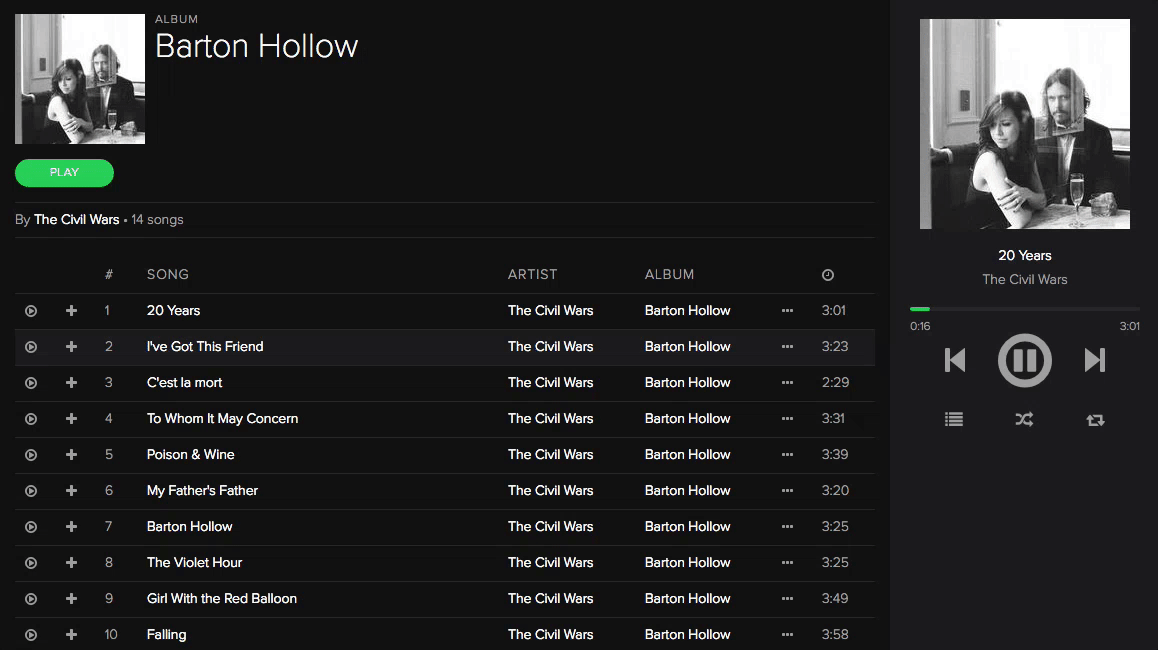 ALBUM
Barton Hollow
PLAY
By The Civil Wars • 14 songs
# SONG ARTIST ALBUM
1 20 Years The Civil Wars Barton Hollow ••• 3:01
2 I've Got This Friend The Civil Wars Barton Hollow ••• 3:23
3 C'est la mort The Civil Wars Barton Hollow ••• 2:29
4 To Whom It May Concern The Civil Wars Barton Hollow ••• 3:31
5 Poison & Wine The Civil Wars Barton Hollow ••• 3:39
6 My Father's Father The Civil Wars Barton Hollow ••• 3:20
7 Barton Hollow The Civil Wars Barton Hollow ••• 3:25
8 The Violet Hour The Civil Wars Barton Hollow ••• 3:25
9 Girl With the Red Balloon The Civil Wars Barton Hollow ••• 3:49
10 Falling The Civil Wars Barton Hollow ••• 3:58
20 Years
The Civil Wars
0:16 3:01